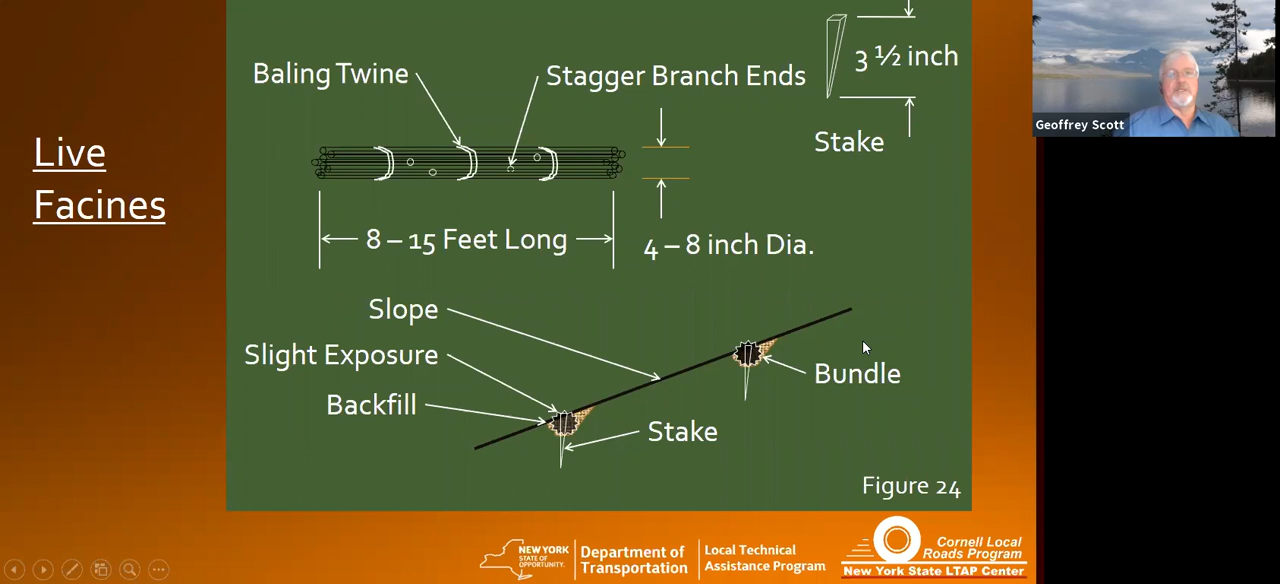 Live
Facines
Baling Twine
Stagger Branch Ends
3 ½ inch
Stake
8 – 15 Feet Long
4 – 8 inch Dia.
Slope
Slight Exposure
Backfill
Bundle
Stake
Figure 24
Geoffrey Scott
NEW YORK
STATE OF
OPPORTUNITY.
Department of
Transportation
Local Technical
Assistance Program
Cornell Local
Roads Program
New York State LTAP Center